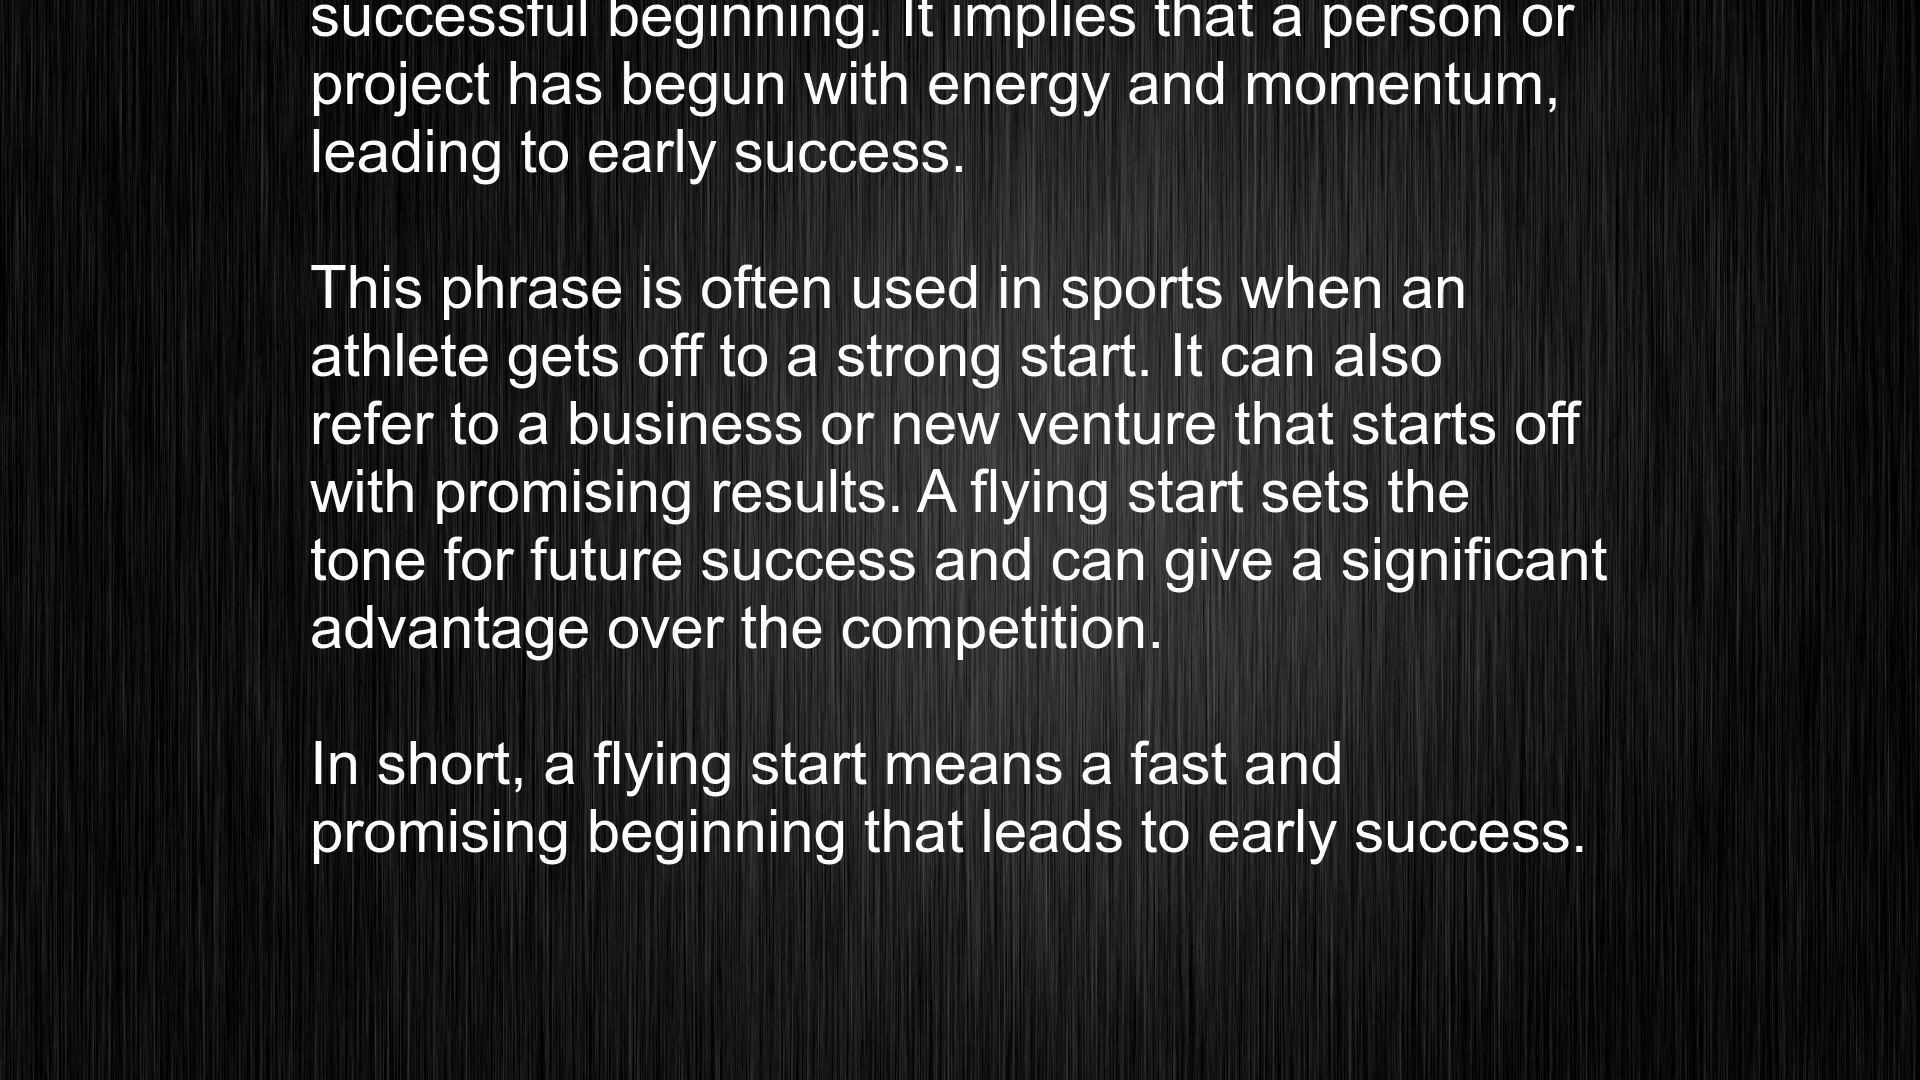 successful beginning. It implies that a person or
project has begun with energy and momentum,
leading to early success.
This phrase is often used in sports when an
athlete gets off to a strong start. It can also
refer to a business or new venture that starts off
with promising results. A flying start sets the
tone for future success and can give a significant
advantage over the competition.
In short, a flying start means a fast and
promising beginning that leads to early success.